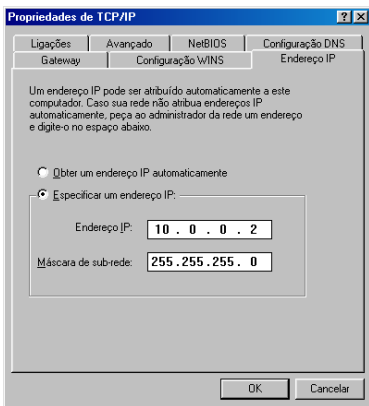 Propriedades de TCP/IP
Ligações Avançado NetBIOS Configuração DNS
Gateway Configuração WINS Endereço IP
Um endereço IP pode ser atribuído automaticamente a este
computador. Caso sua rede não atribua endereços IP
automaticamente, peça ao administrador da rede um endereço
e digite-o no espaço abaixo.
Obter um endereço IP automaticamente
Especificar um endereço IP:
Endereço IP: 10 . 0 . 0 . 2
Máscara de sub-rede: 255.255.255. 0
OK Cancelar